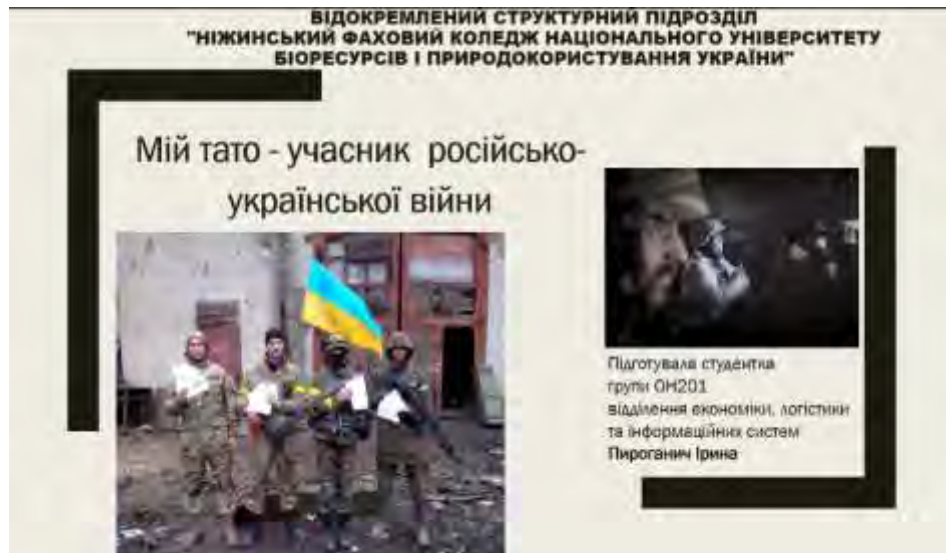 ВІДОКРЕМЛЕНИЙ СТРУКТУРНИЙ ПІДРОЗДІЛ
"НІЖИНСЬКИЙ ФАХОВИЙ КОЛЕДЖ НАЦІОНАЛЬНОГО УНІВЕРСИТЕТУ
БІОРЕСУРСІВ І ПРИРОДОКОРИСТУВАННЯ УКРАЇНИ"
Мій тато - учасник російсько-
української війни
Підготувала студентка
групи ОН201
відділення економіки, логістики
та інформаційних систем
Пироганич Ірина